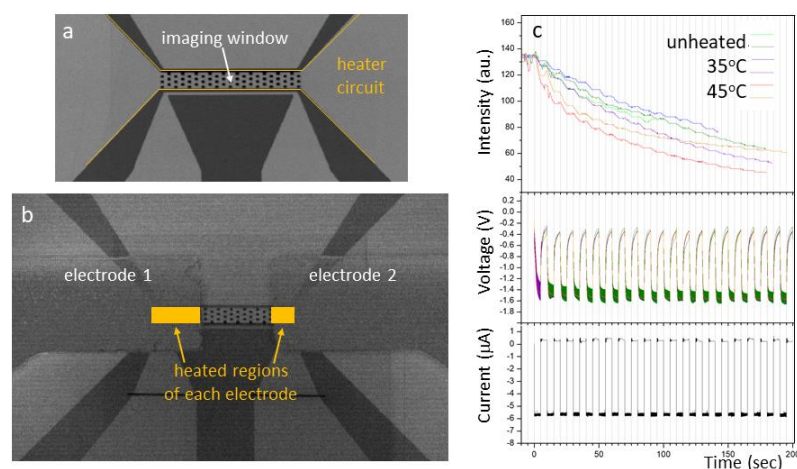 a
imaging window
heater
circuit
b
electrode 1
electrode 2
heated regions
of each electrode
c
unheated
35°C
45°C
Intensity (au.)
160
140
120
100
80
60
40
Voltage (V)
0.2
0.0
-0.4
-0.4
-0.8
-1.0
-1.2
-1.4
-1.6
-1.8
Current (μA)
1
0
-1
-2
-3
-4
-5
-6
-7
-8
0
50
100
150
200
Time (sec)